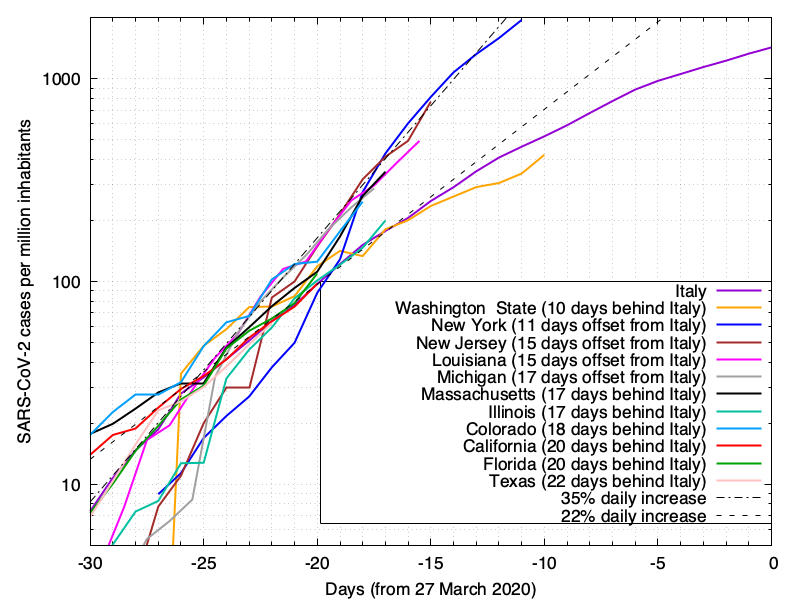 1000
100
10
SARS-CoV-2 cases per million inhabitants
Italy
Washington  State (10 days behind Italy)
New York (11 days offset from Italy)
New Jersey (15 days offset from Italy)
Louisiana (15 days offset from Italy)
Michigan (17 days offset from Italy)
Massachusetts (17 days behind Italy)
Illinois (17 days behind Italy)
Colorado (18 days behind Italy)
California (20 days behind Italy)
Florida (20 days behind Italy)
Texas (22 days behind Italy)
35% daily increase
22% daily increase
-30 -25 -20 -15 -10 -5 0
Days (from 27 March 2020)